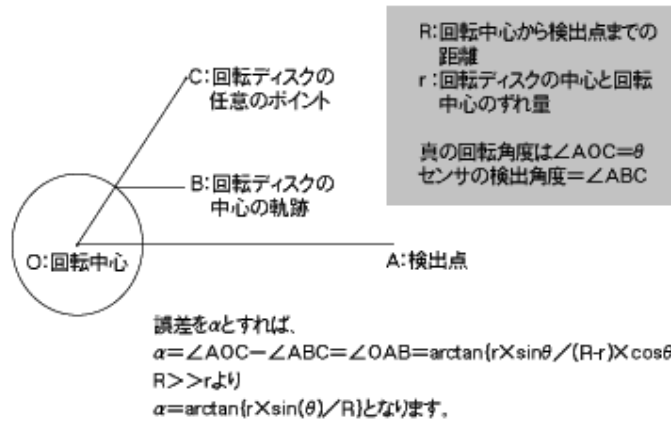 R:回転中心から検出点までの
距離
r:回転ディスクの中心と回転
中心のずれ量
真の回転角度は∠AOC=θ
センサの検出角度=∠ABC
C:回転ディスクの
任意のポイント
B:回転ディスクの
中心の軌跡
O:回転中心
A:検出点
誤差をαとすれば、
α=∠AOC-∠ABC=∠OAB=arctan{r×sinθ/(R-r)×cosθ
R>>rより
α=arctan{r×sin(θ)/R}となります。